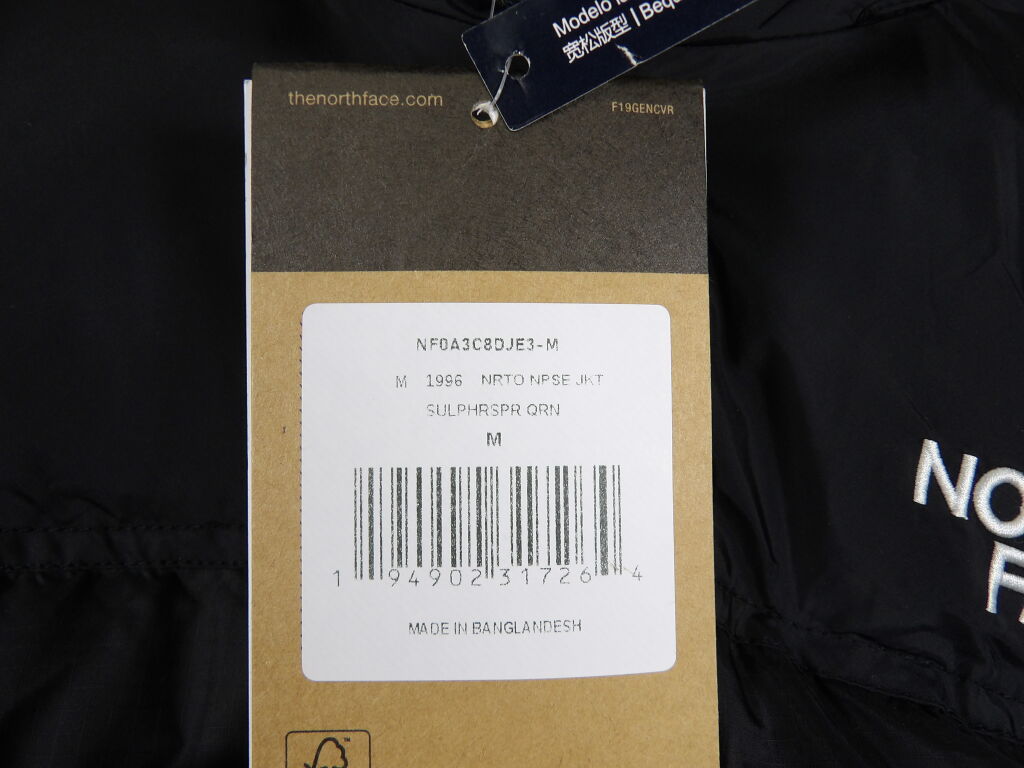 Modelo
宽松版型 |
thenorthface.com
F19GENCVR
NF0A3C8DJE3-M
M 1996 NRTO NPSE JKT
SULPHRSPR QRN
M
1 94902 31726 4
MADE IN BANGLANDESH
NO
F
TM